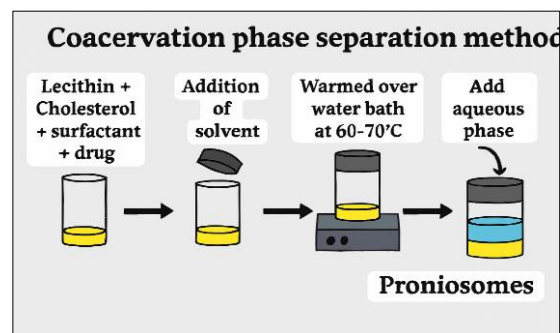 Coacervation phase separation method
Lecithin +
Cholesterol
+ surfactant
+ drug
Addition
of
solvent
Warmed over
water bath
at 60-70'C
Add
aqueous
phase
Proniosomes